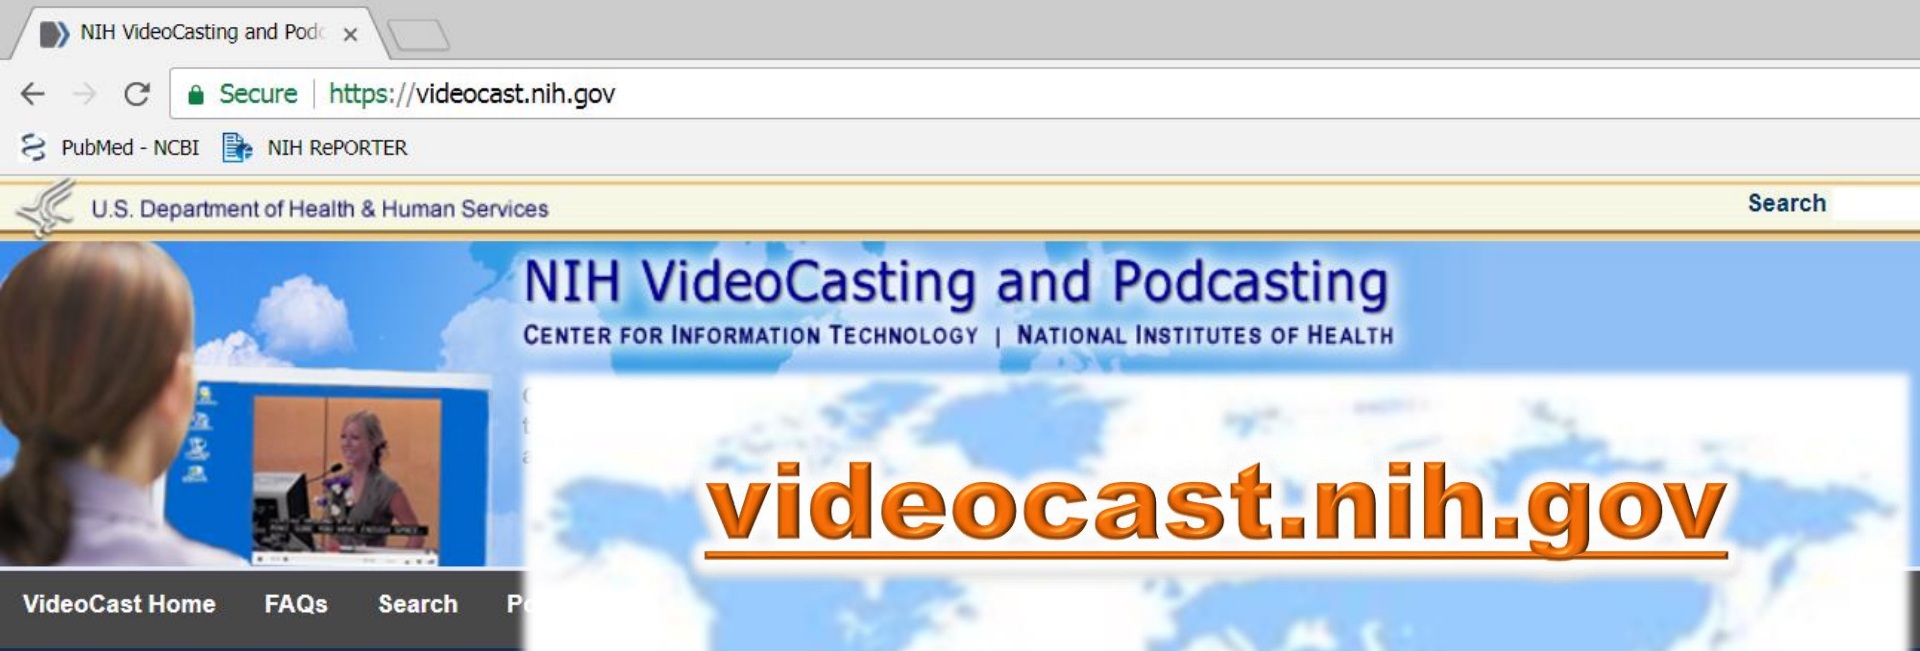 NIH VideoCasting and Podc
Secure | https://videocast.nih.gov
PubMed - NCBI NIH RePORTER
U.S. Department of Health & Human Services Search
NIH VideoCasting and Podcasting
CENTER FOR INFORMATION TECHNOLOGY | NATIONAL INSTITUTES OF HEALTH
videocast.nih.gov
VideoCast Home FAQs Search